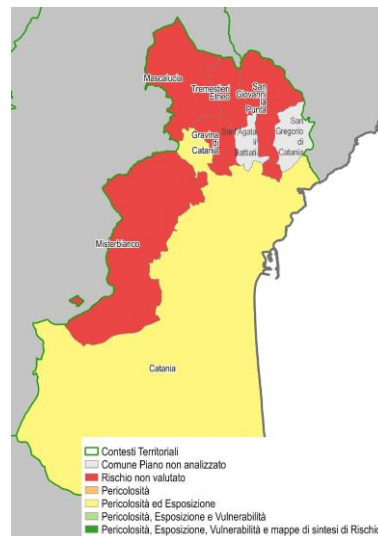 Mascalucia
Tremestieri
Etneo
San
Giovanni
la
Punta
Gravina
di
Catania
Sant'Agata
li
Battiati
San
Gregorio
di
Catania
Misterbianco
Catania
Contesti Territoriali
Comune Piano non analizzato
Rischio non valutato
Pericolosità
Pericolosità ed Esposizione
Pericolosità, Esposizione e Vulnerabilità
Pericolosità, Esposizione, Vulnerabilità e mappe di sintesi di Rischio